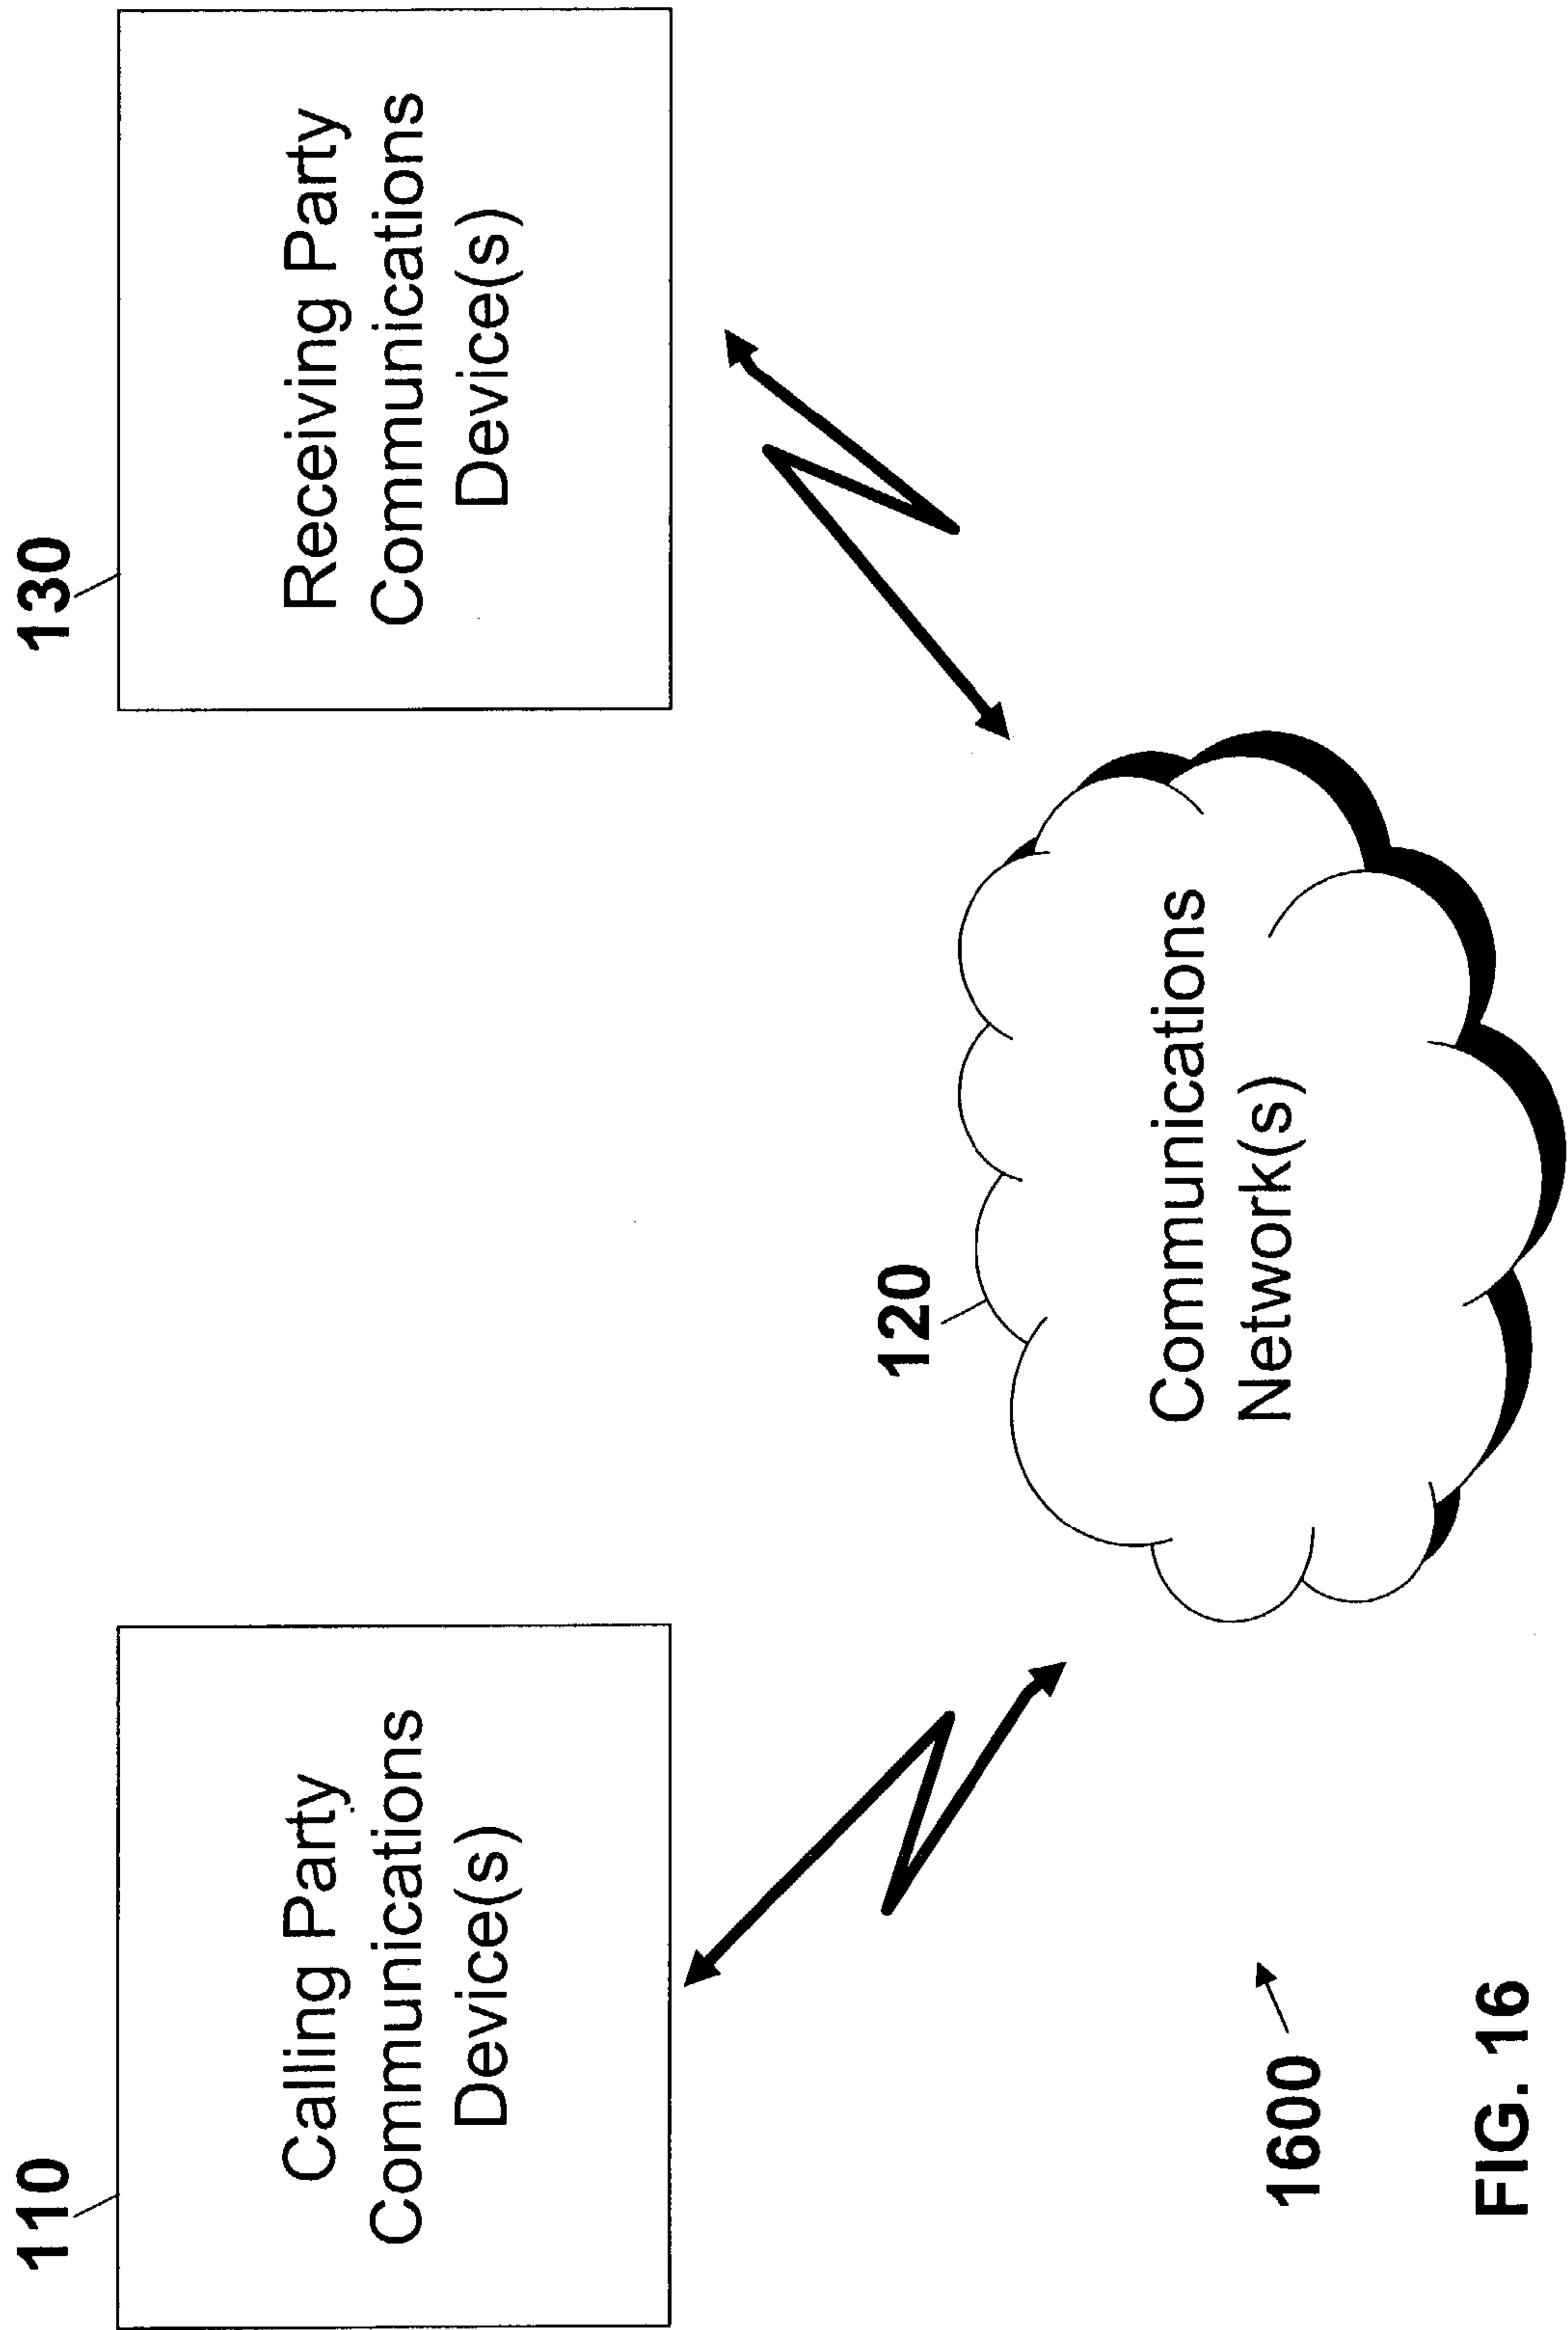 110
Calling Party
Communications
Device(s)
130
Receiving Party
Communications
Device(s)
120
Communications
Network(s)
1600
FIG. 16